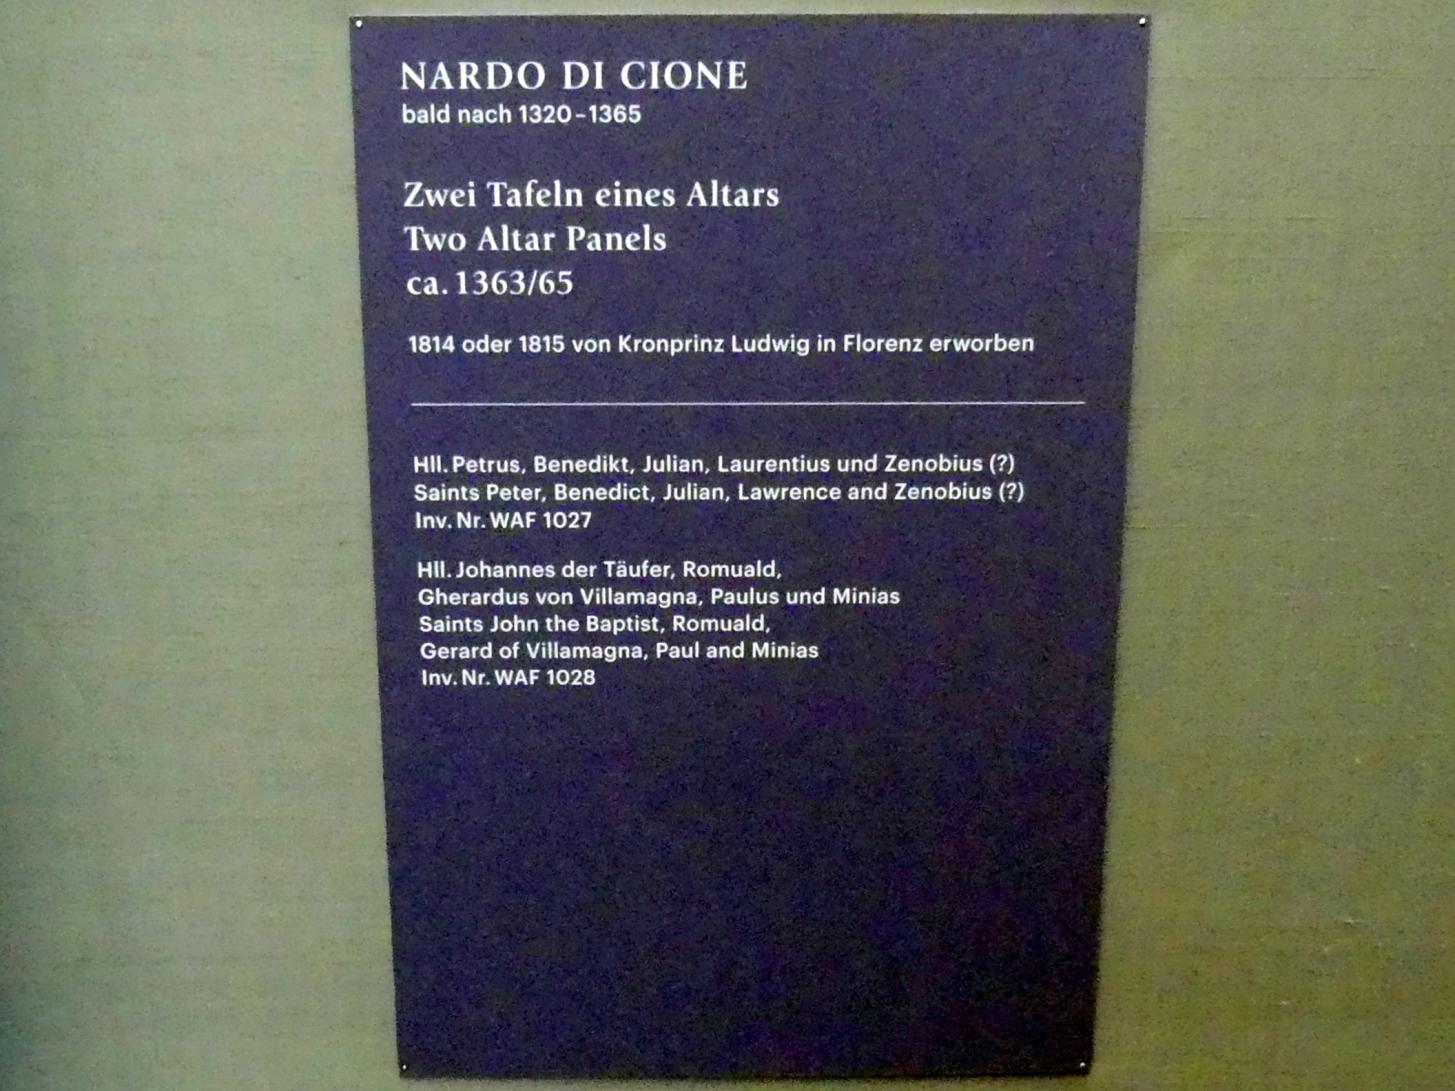 NARDO DI CIONE
bald nach 1320–1365
Zwei Tafeln eines Altars
Two Altar Panels
ca. 1363/65
1814 oder 1815 von Kronprinz Ludwig in Florenz erworben
Hll. Petrus, Benedikt, Julian, Laurentius und Zenobius (?)
Saints Peter, Benedict, Julian, Lawrence and Zenobius (?)
Inv. Nr. WAF 1027
Hll. Johannes der Täufer, Romuald,
Gherardus von Villamagna, Paulus und Minias
Saints John the Baptist, Romuald,
Gerard of Villamagna, Paul and Minias
Inv. Nr. WAF 1028